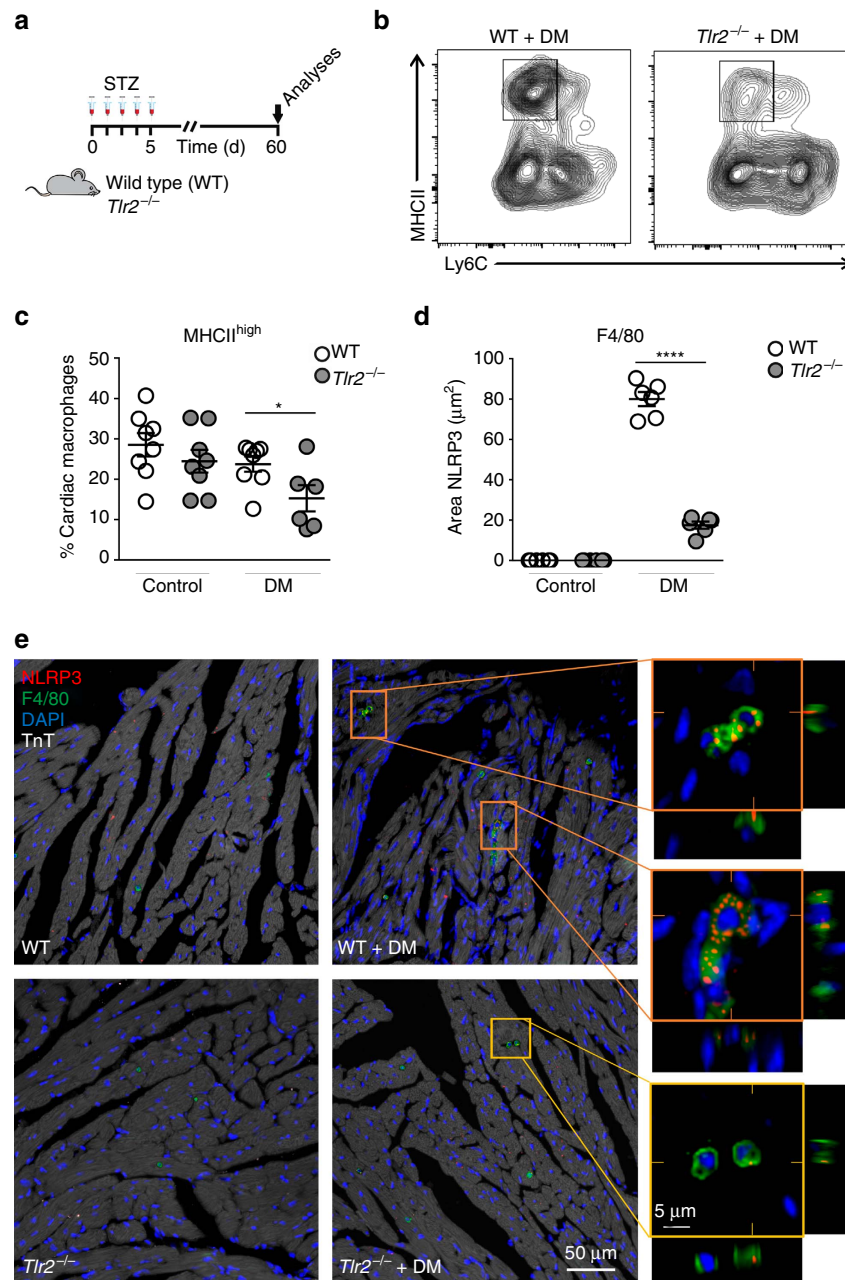 a
STZ
Analyses
0 5 Time (d) 60
Wild type (WT)
Tlr2−/−
b
WT + DM Tlr2−/− + DM
MHCII
Ly6C
c
MHCIIhigh
WT
Tlr2−/−
% Cardiac macrophages
50
40
30
20
10
0
*
Control DM
d
F4/80
WT
Tlr2−/−
Area NLRP3 (μm²)
100
80
60
40
20
0
****
Control DM
e
NLRP3
F4/80
DAPI
TnT
WT
WT + DM
Tlr2−/−
Tlr2−/− + DM
50 μm
5 μm